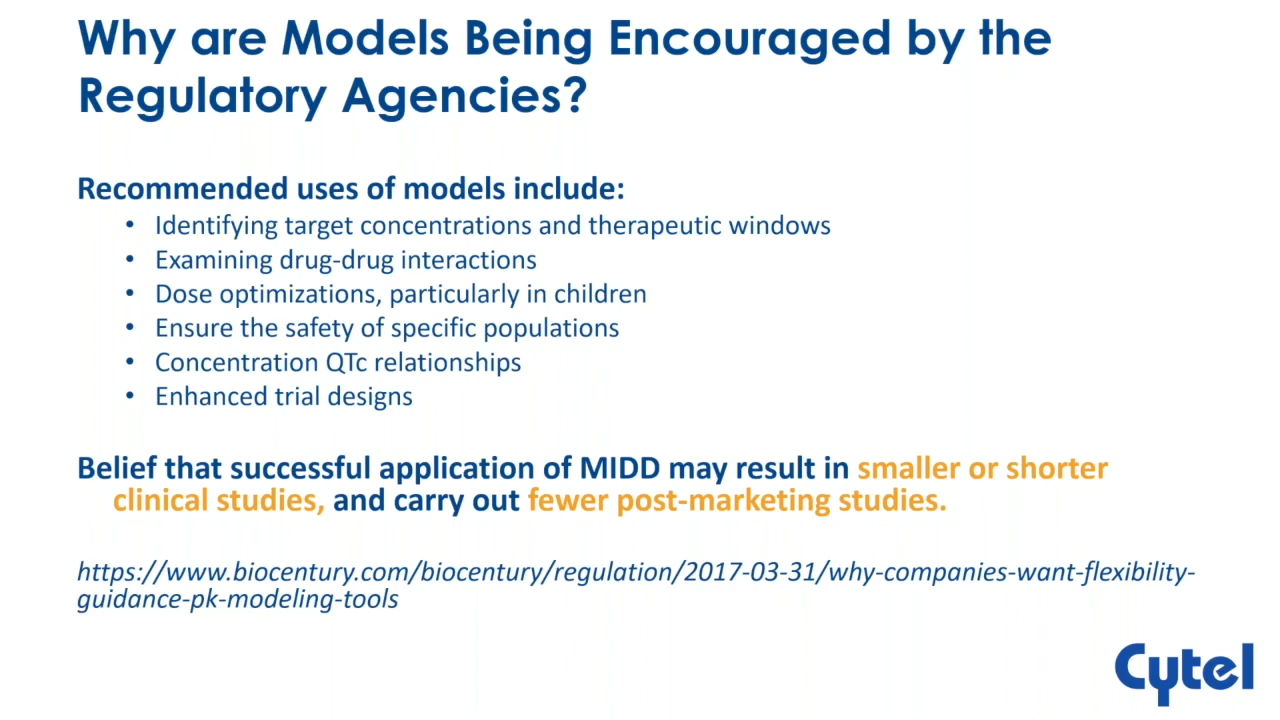 Why are Models Being Encouraged by the
Regulatory Agencies?
Recommended uses of models include:
• Identifying target concentrations and therapeutic windows
• Examining drug-drug interactions
• Dose optimizations, particularly in children
• Ensure the safety of specific populations
• Concentration QTc relationships
• Enhanced trial designs
Belief that successful application of MIDD may result in smaller or shorter
clinical studies, and carry out fewer post-marketing studies.
https://www.biocentury.com/biocentury/regulation/2017-03-31/why-companies-want-flexibility-
guidance-pk-modeling-tools
Cytel